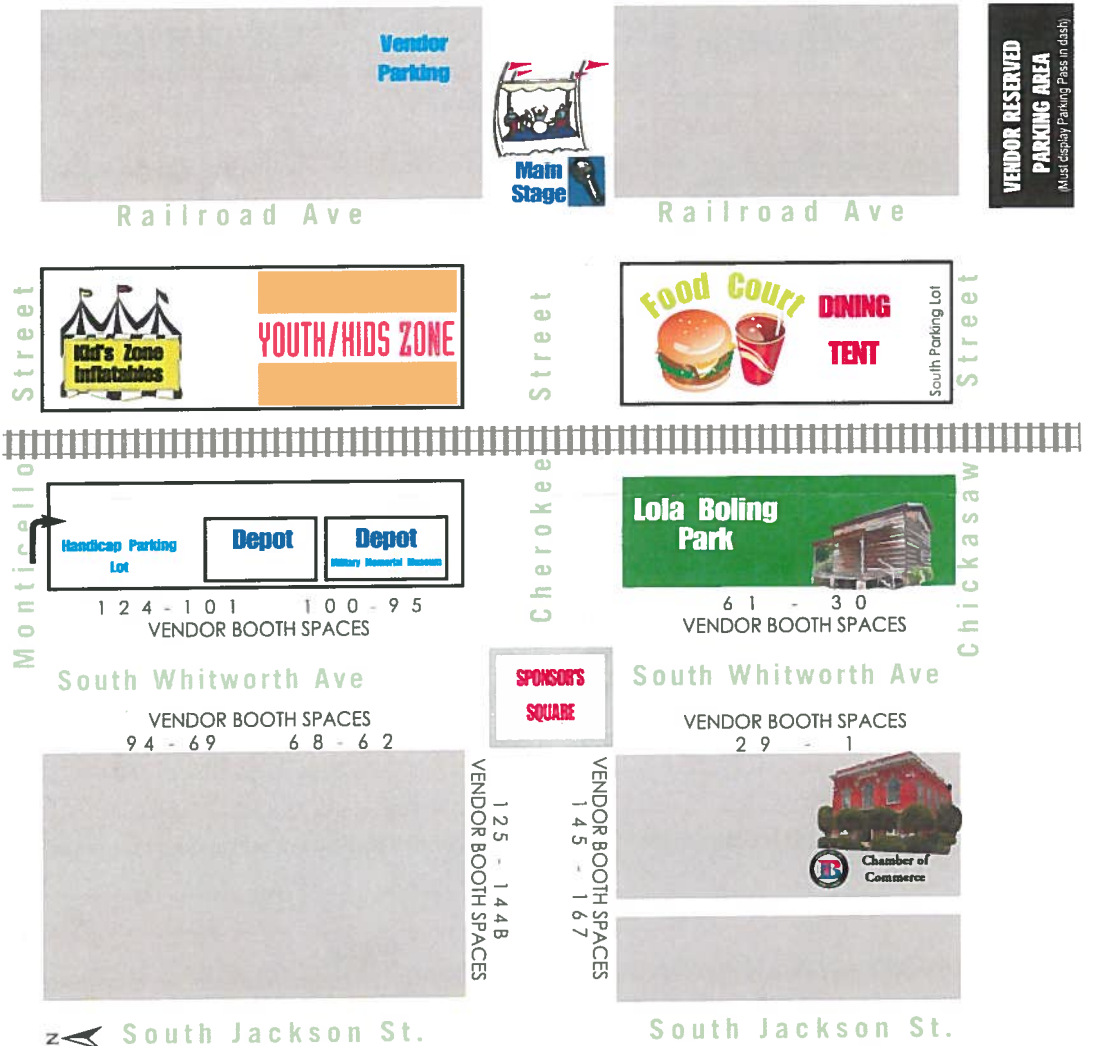 Vendor
Parking
Main
Stage
VENDOR RESERVED
PARKING AREA
(Must display Parking Pass in dash)
Railroad Ave
Railroad Ave
Monticello Street
Kid's Zone
Inflatables
YOUTH/KIDS ZONE
Cherokee Street
Food Court
DINING
TENT
South Parking Lot
Chickasaw Street
Handicap Parking
Lot
Depot
Depot
Military Memorial Museum
Lola Boling
Park
124-101 100-95
VENDOR BOOTH SPACES
61 - 30
VENDOR BOOTH SPACES
South Whitworth Ave
SPONSOR'S
SQUARE
South Whitworth Ave
VENDOR BOOTH SPACES
94-69 68-62
VENDOR BOOTH SPACES
29 - 1
125 - 144B
VENDOR BOOTH SPACES
VENDOR BOOTH SPACES
145 - 167
B
Chamber of
Commerce
N
South Jackson St.
South Jackson St.